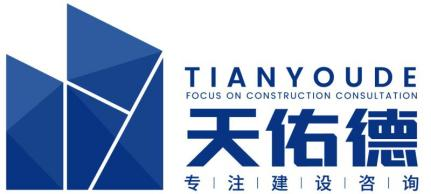 TIANYOUDE
FOCUS ON CONSTRUCTION CONSULTATION
天佑德
专|注|建|设|咨|询